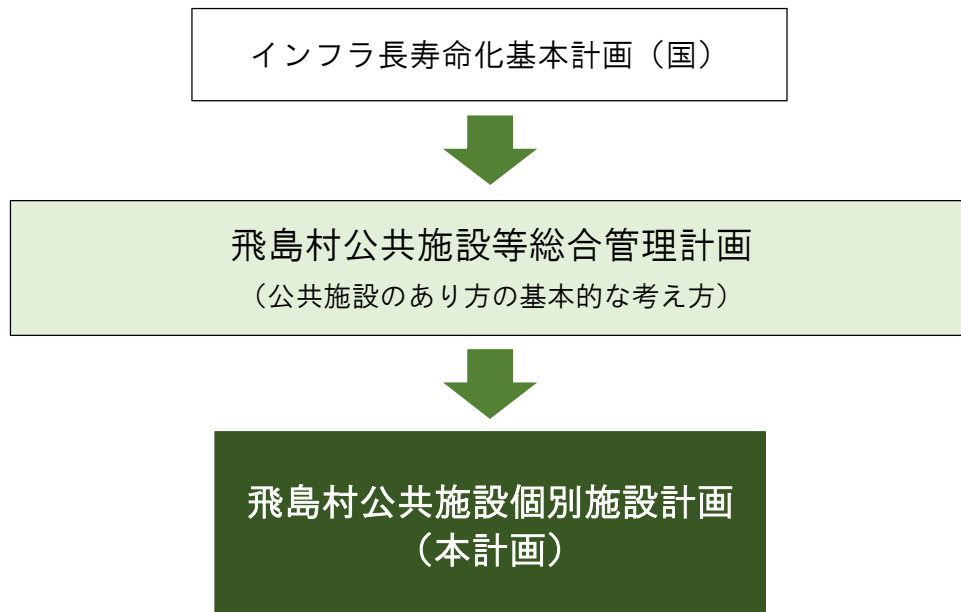 インフラ長寿命化基本計画（国）
飛島村公共施設等総合管理計画
（公共施設のあり方の基本的な考え方）
飛島村公共施設個別施設計画
（本計画）